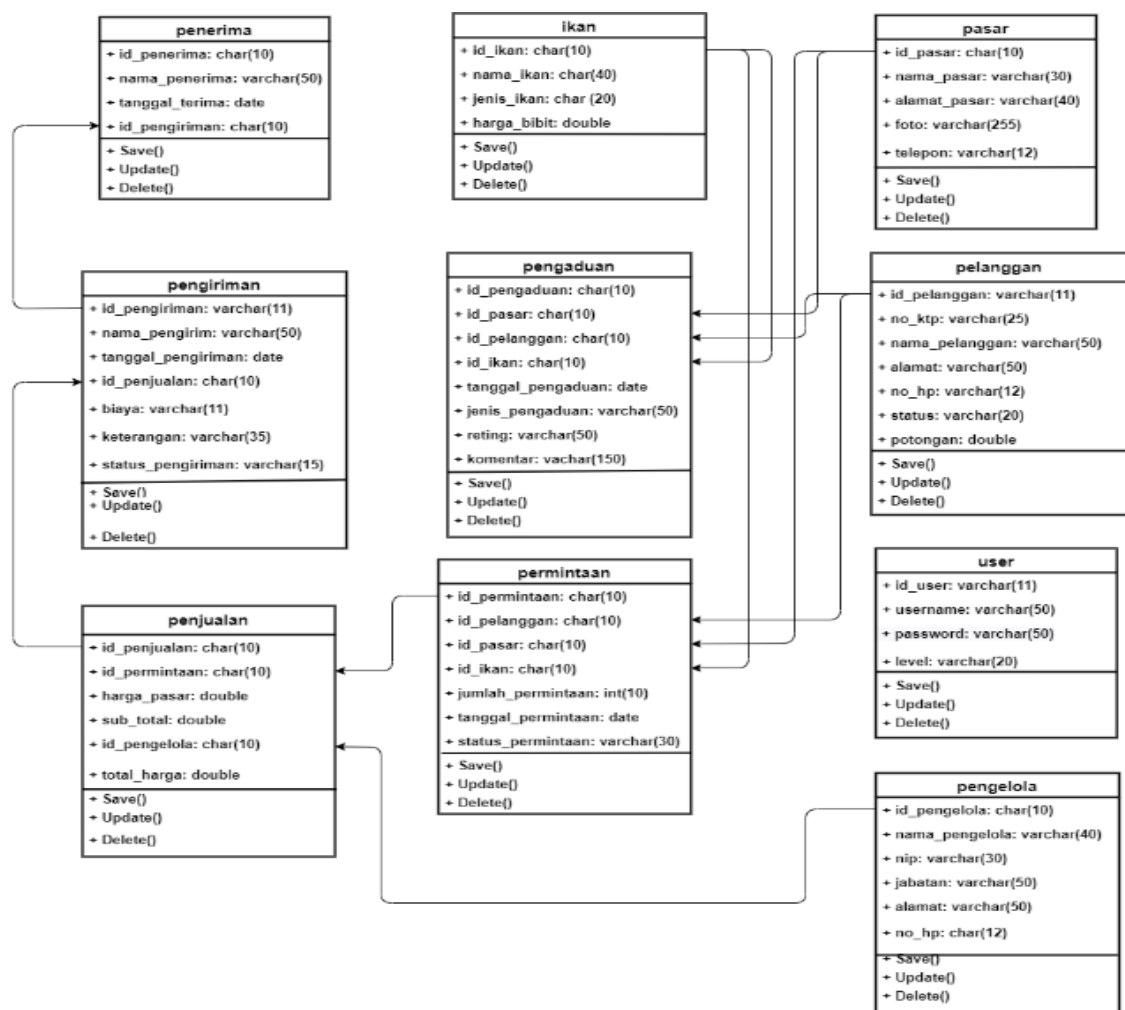 penerima
+ id_penerima: char(10)
+ nama_penerima: varchar(50)
+ tanggal_terima: date
+ id_pengiriman: char(10)
+ Save()
+ Update()
+ Delete()
ikan
+ id_ikan: char(10)
+ nama_ikan: char(40)
+ jenis_ikan: char (20)
+ harga_bibit: double
+ Save()
+ Update()
+ Delete()
pasar
+ id_pasar: char(10)
+ nama_pasar: varchar(30)
+ alamat_pasar: varchar(40)
+ foto: varchar(255)
+ telepon: varchar(12)
+ Save()
+ Update()
+ Delete()
pengiriman
+ id_pengiriman: varchar(11)
+ nama_pengirim: varchar(50)
+ tanggal_pengiriman: date
+ id_penjualan: char(10)
+ biaya: varchar(11)
+ keterangan: varchar(35)
+ status_pengiriman: varchar(15)
+ Save()
+ Update()
+ Delete()
pengaduan
+ id_pengaduan: char(10)
+ id_pasar: char(10)
+ id_pelanggan: char(10)
+ id_ikan: char(10)
+ tanggal_pengaduan: date
+ jenis_pengaduan: varchar(50)
+ reting: varchar(50)
+ komentar: vachar(150)
+ Save()
+ Update()
+ Delete()
pelanggan
+ id_pelanggan: varchar(11)
+ no_ktp: varchar(25)
+ nama_pelanggan: varchar(50)
+ alamat: varchar(50)
+ no_hp: varchar(12)
+ status: varchar(20)
+ potongan: double
+ Save()
+ Update()
+ Delete()
penjualan
+ id_penjualan: char(10)
+ id_permintaan: char(10)
+ harga_pasar: double
+ sub_total: double
+ id_pengelola: char(10)
+ total_harga: double
+ Save()
+ Update()
+ Delete()
permintaan
+ id_permintaan: char(10)
+ id_pelanggan: char(10)
+ id_pasar: char(10)
+ id_ikan: char(10)
+ jumlah_permintaan: int(10)
+ tanggal_permintaan: date
+ status_permintaan: varchar(30)
+ Save()
+ Update()
+ Delete()
user
+ id_user: varchar(11)
+ username: varchar(50)
+ password: varchar(50)
+ level: varchar(20)
+ Save()
+ Update()
+ Delete()
pengelola
+ id_pengelola: char(10)
+ nama_pengelola: varchar(40)
+ nip: varchar(30)
+ jabatan: varchar(50)
+ alamat: varchar(50)
+ no_hp: char(12)
+ Save()
+ Update()
+ Delete()